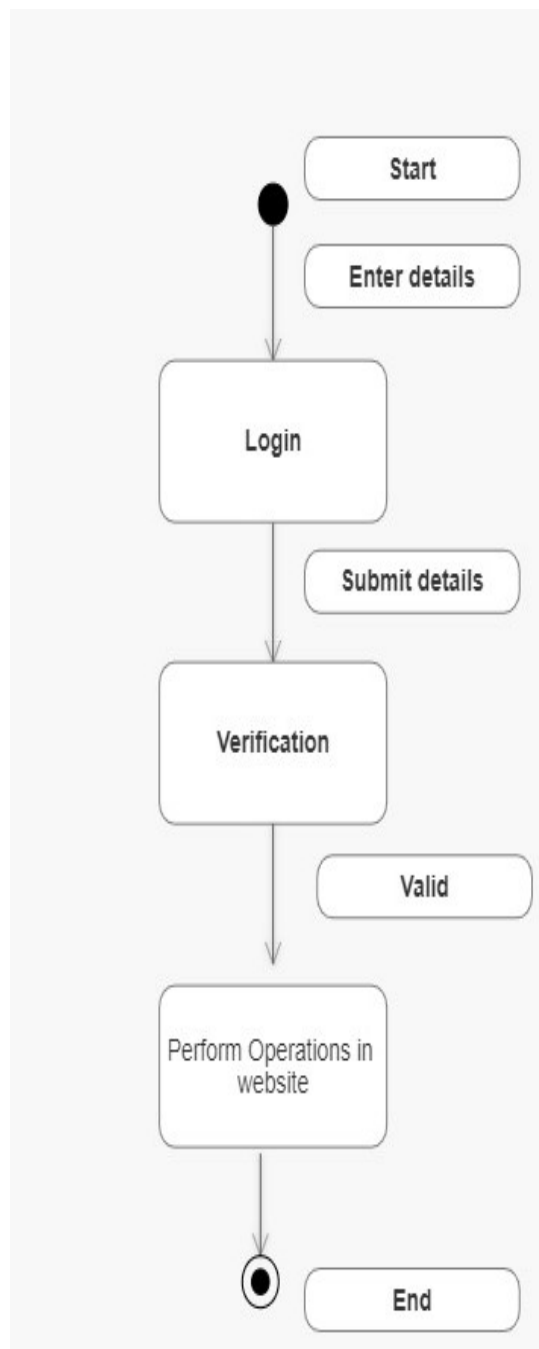 Start
Enter details
Login
Submit details
Verification
Valid
Perform Operations in
website
End